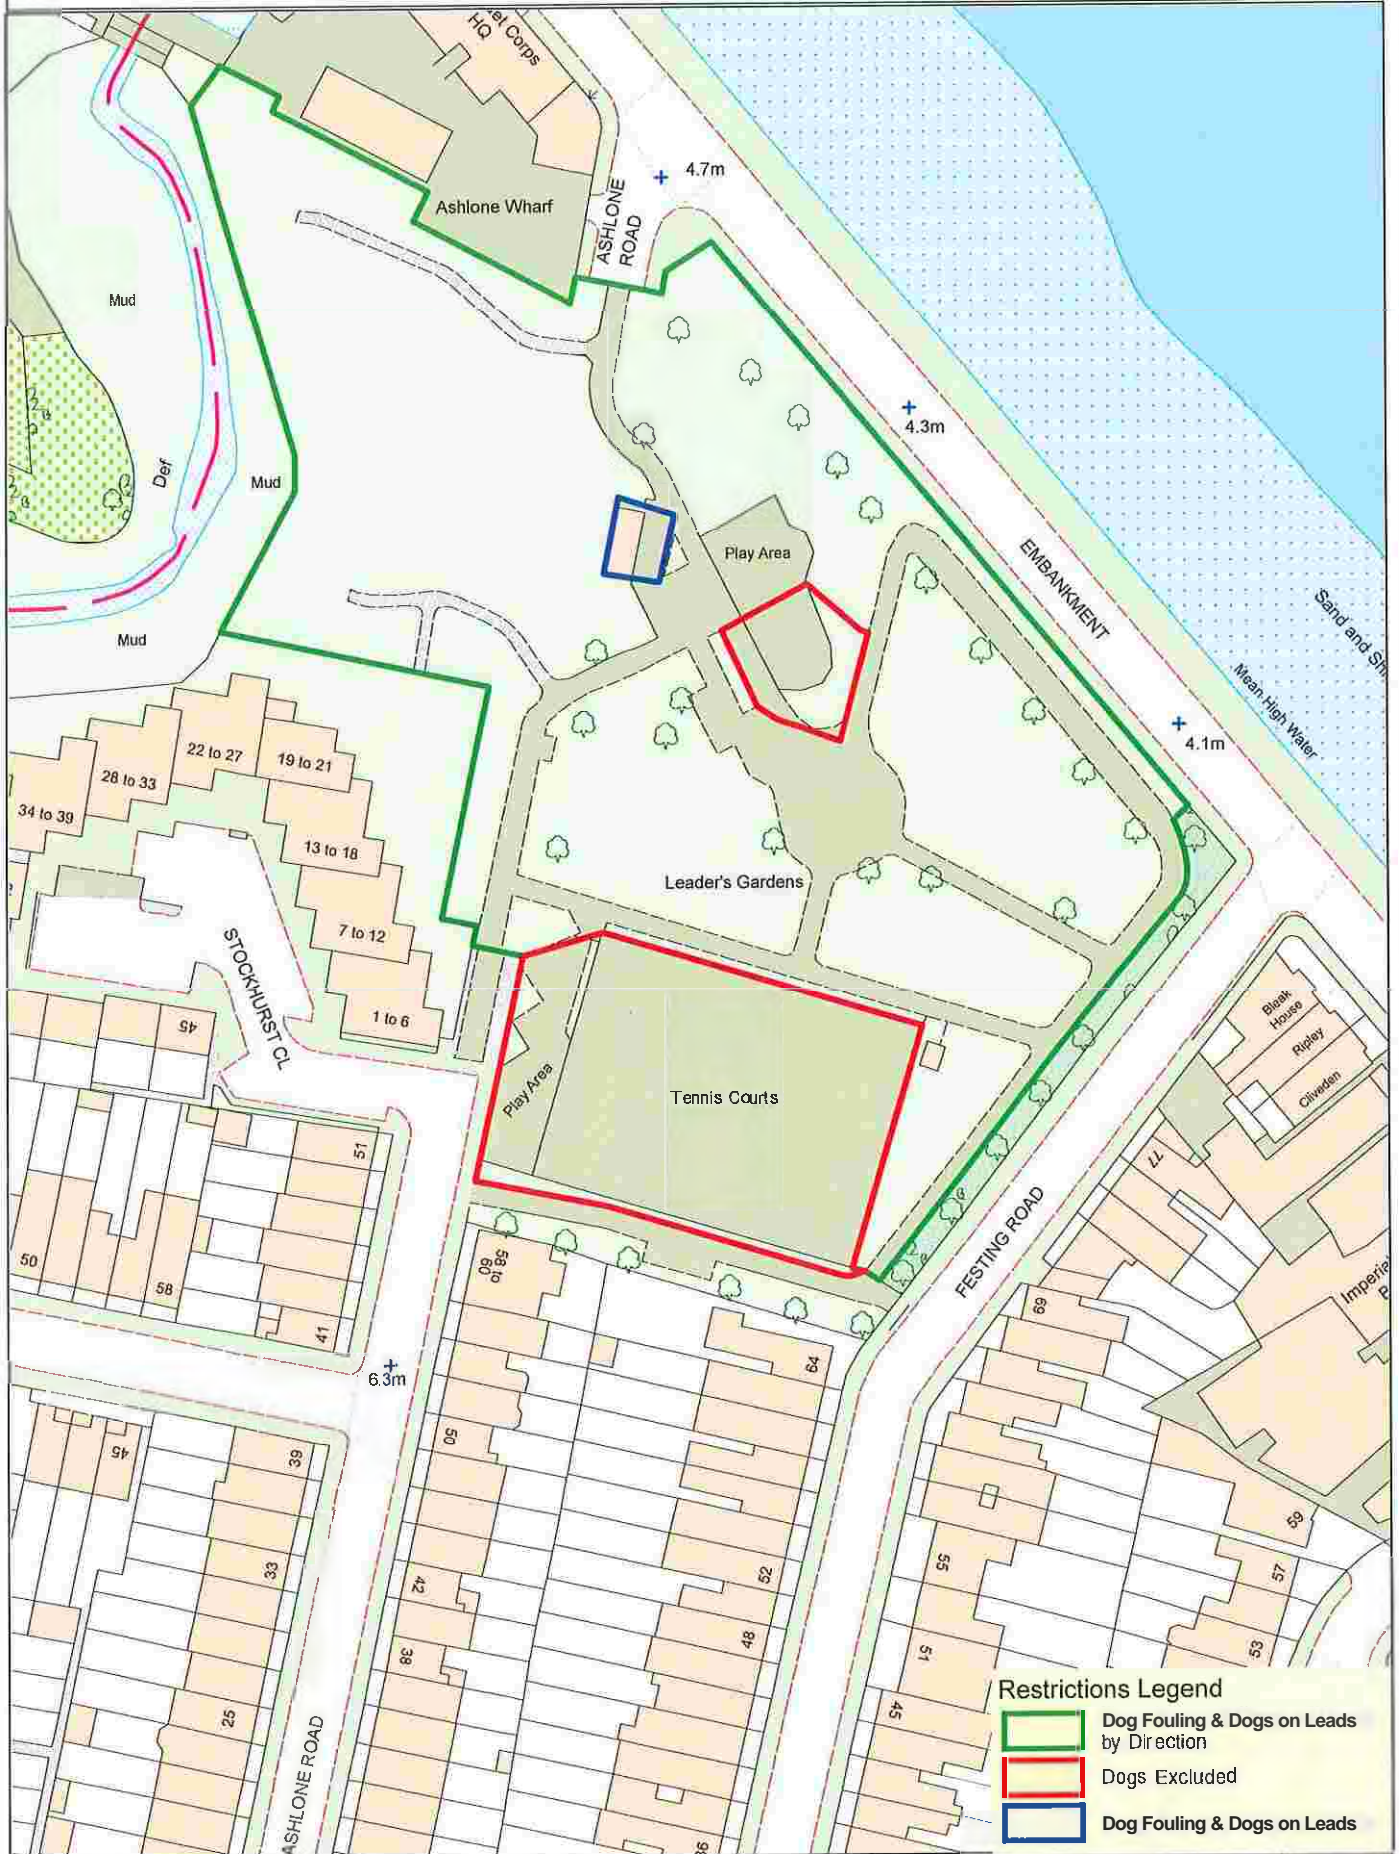 et Corps
HQ
4.7m
Ashlone Wharf
ASHLONE
ROAD
Mud
4.3m
Def
Mud
Play Area
EMBANKMENT
Sand and Sh
Mud
Mean High Water
4.1m
22 to 27
19 to 21
28 to 33
34 to 39
13 to 18
Leader's Gardens
7 to 12
STOCKHURST CL
1 to 6
45
Bleak
House
Ripley
Cliveden
Play Area
Tennis Courts
51
77
FESTING ROAD
50
58
58 to
60
41
69
Imperial
64
6.3m
45
39
50
59
33
42
52
55
57
38
48
51
53
25
45
ASHLONE ROAD
Restrictions Legend
Dog Fouling & Dogs on Leads
by Direction
Dogs Excluded
Dog Fouling & Dogs on Leads